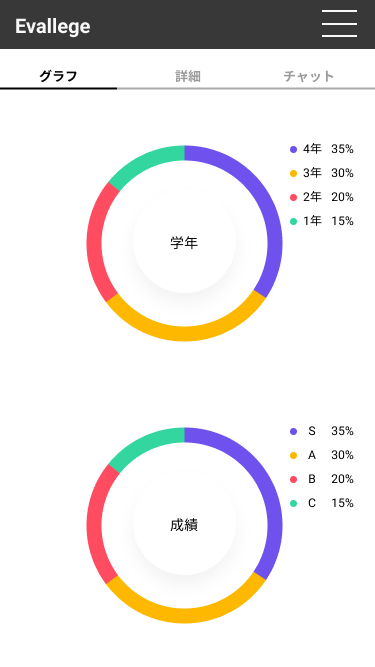 Evallege
グラフ 詳細 チャット
4年 35%
3年 30%
2年 20%
1年 15%
学年
S 35%
A 30%
B 20%
C 15%
成績